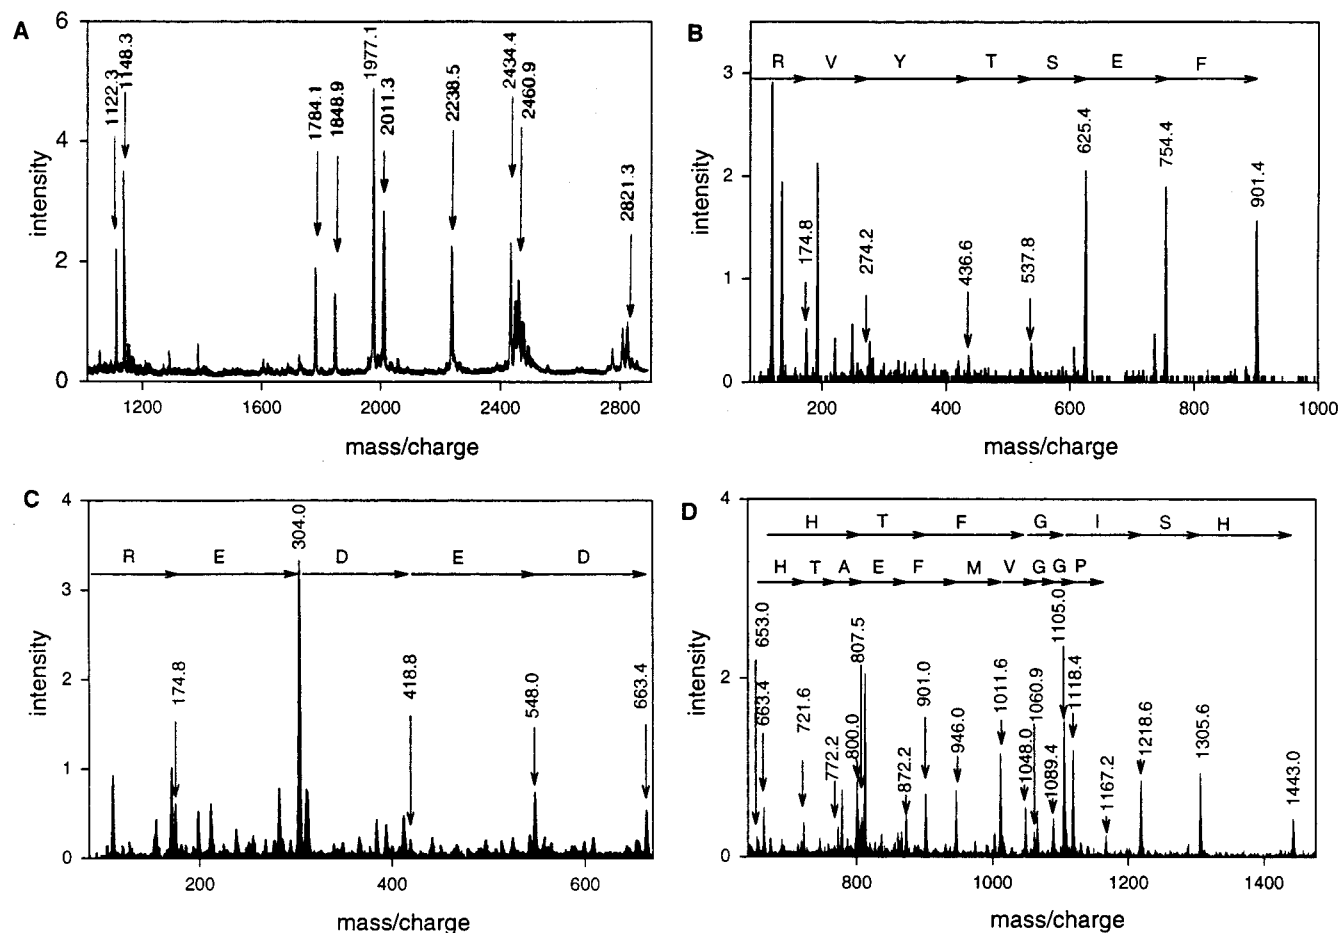 A
6
4
2
0
intensity
1122.3
1148.3
1784.1
1848.9
1977.1
2011.3
2238.5
2434.4
2460.9
2821.3
1200 1600 2000 2400 2800
mass/charge
B
3
2
1
0
intensity
R V Y T S E F
174.8
274.2
436.6
537.8
625.4
754.4
901.4
200 400 600 800 1000
mass/charge
C
4
3
2
1
0
intensity
R E D E D
174.8
304.0
418.8
548.0
663.4
200 400 600
mass/charge
D
4
2
0
intensity
H T F G I S H
H T A E F M V G G P
653.0
663.4
721.6
772.2
800.0
807.5
872.2
901.0
946.0
1011.6
1048.0
1060.9
1089.4
1105.0
1118.4
1167.2
1218.6
1305.6
1443.0
800 1000 1200 1400
mass/charge